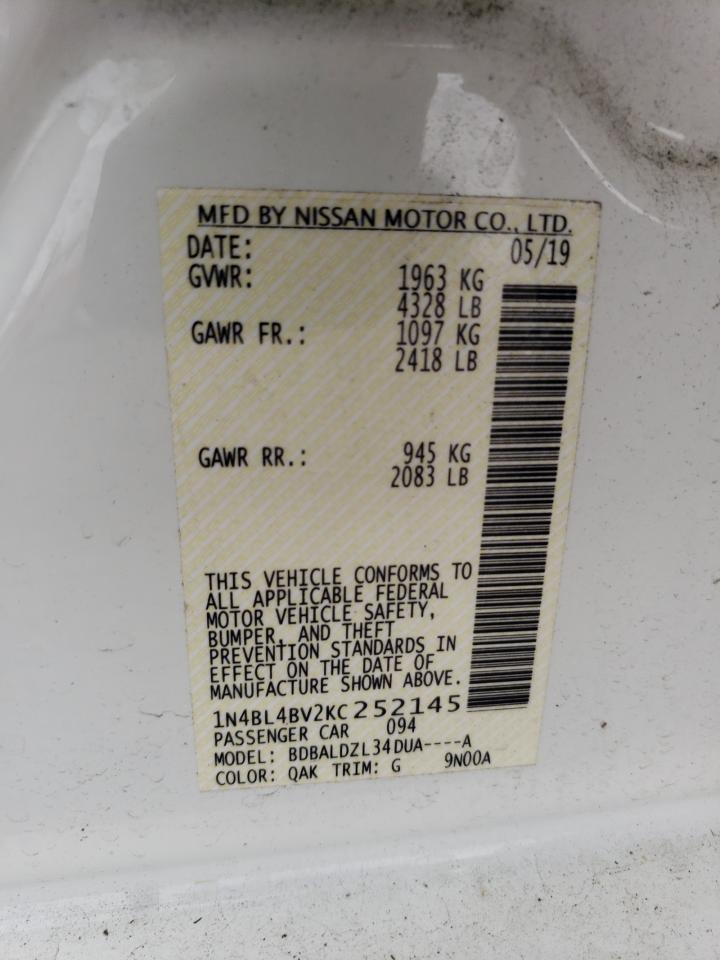 MFD BY NISSAN MOTOR CO., LTD.
DATE: 05/19
GVWR: 1963 KG
4328 LB
GAWR FR.: 1097 KG
2418 LB
GAWR RR.: 945 KG
2083 LB
THIS VEHICLE CONFORMS TO
ALL APPLICABLE FEDERAL
MOTOR VEHICLE SAFETY,
BUMPER, AND THEFT
PREVENTION STANDARDS IN
EFFECT ON THE DATE OF
MANUFACTURE SHOWN ABOVE.
1N4BL4BV2KC252145
PASSENGER CAR 094
MODEL: BDBALDZL34DUA----A
COLOR: QAK TRIM: G 9N00A